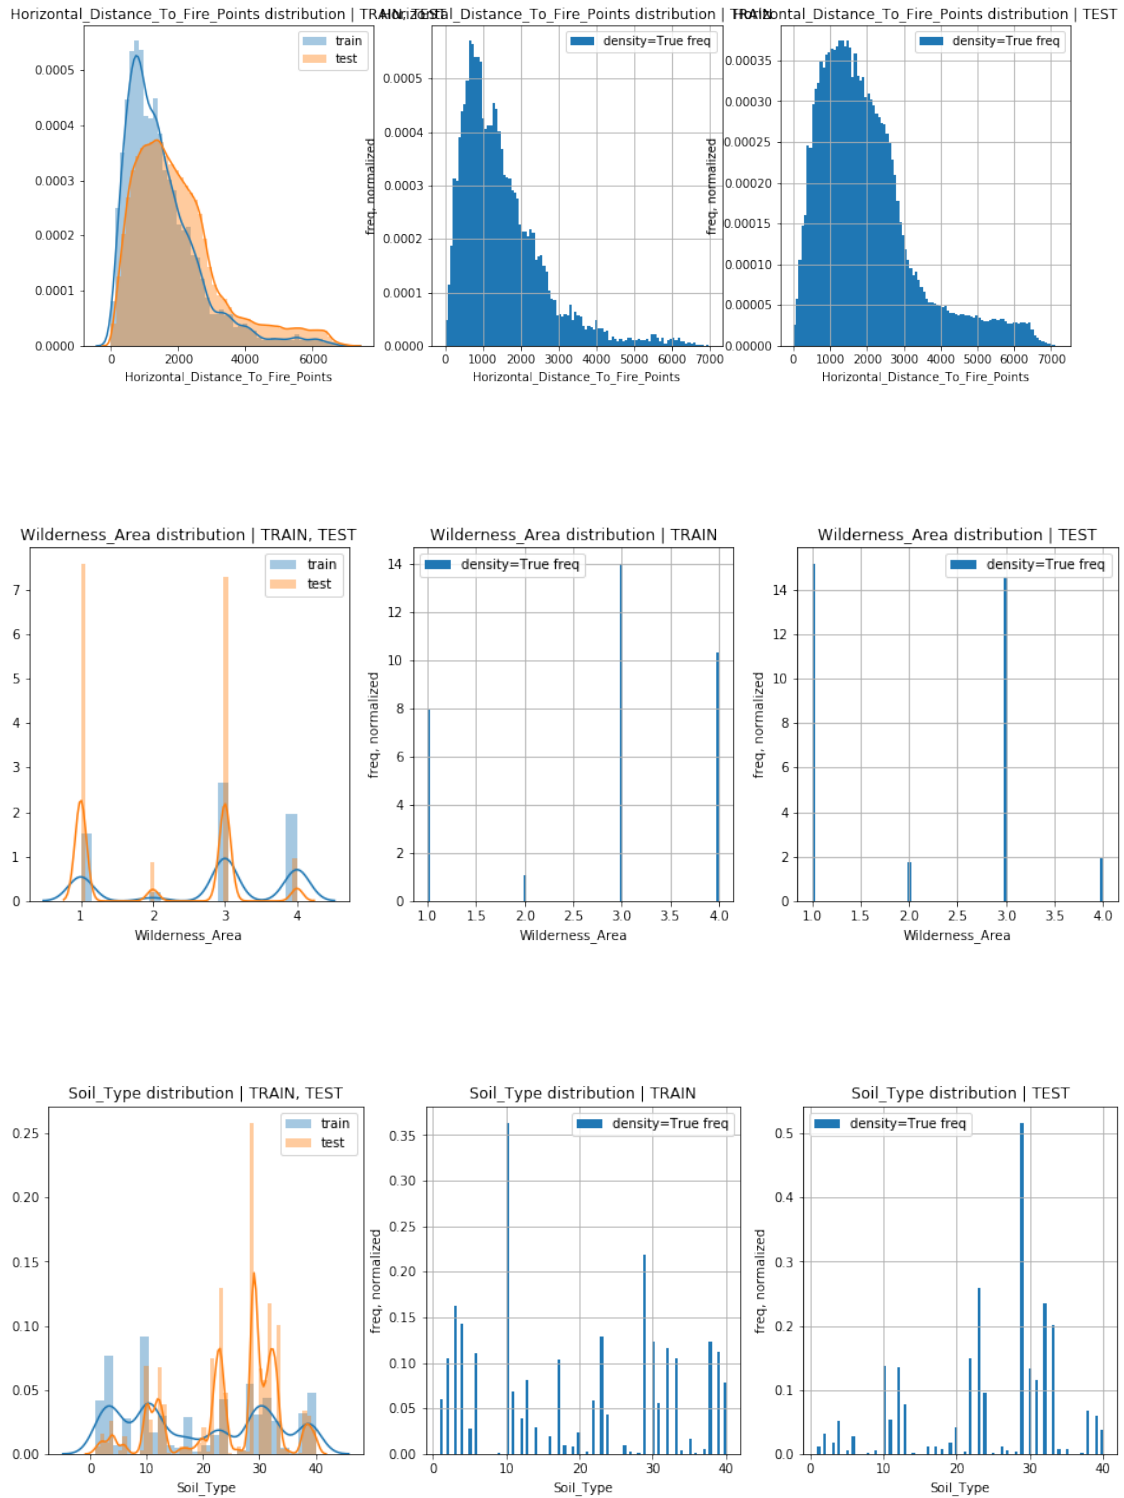 Horizontal_Distance_To_Fire_Points distribution | TRAIN, TEST
Horizontal_Distance_To_Fire_Points distribution | TRAIN
Horizontal_Distance_To_Fire_Points distribution | TEST
train
test
0.0005
0.0004
0.0003
0.0002
0.0001
0.0000
0 2000 4000 6000
Horizontal_Distance_To_Fire_Points
density=True freq
freq, normalized
0.0005
0.0004
0.0003
0.0002
0.0001
0.0000
0 1000 2000 3000 4000 5000 6000 7000
Horizontal_Distance_To_Fire_Points
density=True freq
freq, normalized
0.00035
0.00030
0.00025
0.00020
0.00015
0.00010
0.00005
0.00000
0 1000 2000 3000 4000 5000 6000 7000
Horizontal_Distance_To_Fire_Points
Wilderness_Area distribution | TRAIN, TEST
train
test
7
6
5
4
3
2
1
0
1 2 3 4
Wilderness_Area
Wilderness_Area distribution | TRAIN
density=True freq
freq, normalized
14
12
10
8
6
4
2
0
1.0 1.5 2.0 2.5 3.0 3.5 4.0
Wilderness_Area
Wilderness_Area distribution | TEST
density=True freq
freq, normalized
14
12
10
8
6
4
2
0
1.0 1.5 2.0 2.5 3.0 3.5 4.0
Wilderness_Area
Soil_Type distribution | TRAIN, TEST
train
test
0.25
0.20
0.15
0.10
0.05
0.00
0 10 20 30 40
Soil_Type
Soil_Type distribution | TRAIN
density=True freq
freq, normalized
0.35
0.30
0.25
0.20
0.15
0.10
0.05
0.00
0 10 20 30 40
Soil_Type
Soil_Type distribution | TEST
density=True freq
freq, normalized
0.5
0.4
0.3
0.2
0.1
0.0
0 10 20 30 40
Soil_Type